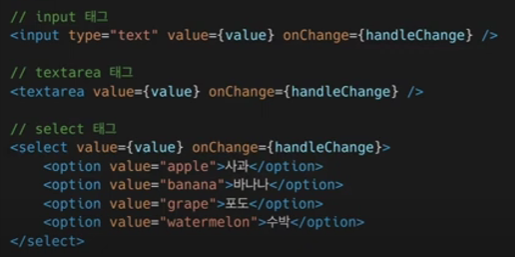 // input 태그
<input type="text" value={value} onChange={handleChange} />
// textarea 태그
<textarea value={value} onChange={handleChange} />
// select 태그
<select value={value} onChange={handleChange}>
<option value="apple">사과</option>
<option value="banana">바나나</option>
<option value="grape">포도</option>
<option value="watermelon">수박</option>
</select>